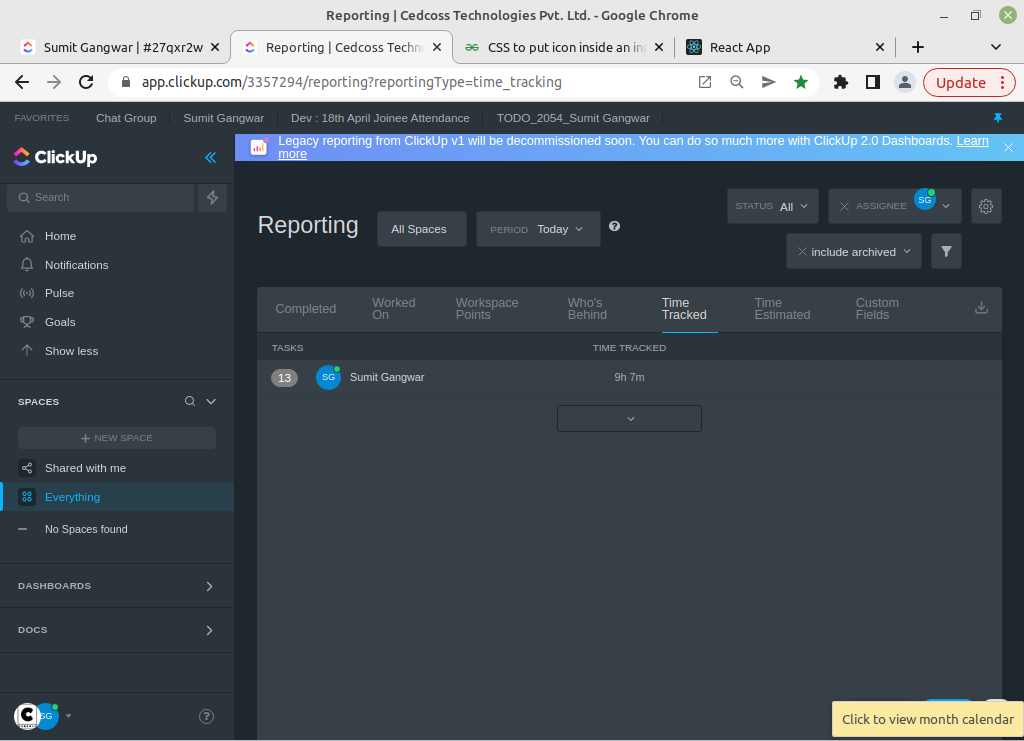 Reporting | Cedcoss Technologies Pvt. Ltd. - Google Chrome
Sumit Gangwar | #27qxr2w
Reporting | Cedcoss Techn
CSS to put icon inside an in
React App
app.clickup.com/3357294/reporting?reportingType=time_tracking
Update
FAVORITES
Chat Group
Sumit Gangwar
Dev : 18th April Joinee Attendance
TODO_2054_Sumit Gangwar
Legacy reporting from ClickUp v1 will be decommissioned soon. You can do so much more with ClickUp 2.0 Dashboards. Learn
more
ClickUp
Search
Home
Notifications
Pulse
Goals
Show less
SPACES
NEW SPACE
Shared with me
Everything
No Spaces found
DASHBOARDS
DOCS
C
SG
?
Reporting
All Spaces
PERIOD Today
?
STATUS All
ASSIGNEE SG
include archived
Completed
Worked
On
Workspace
Points
Who's
Behind
Time
Tracked
Time
Estimated
Custom
Fields
TASKS
TIME TRACKED
13
SG
Sumit Gangwar
9h 7m
Click to view month calendar